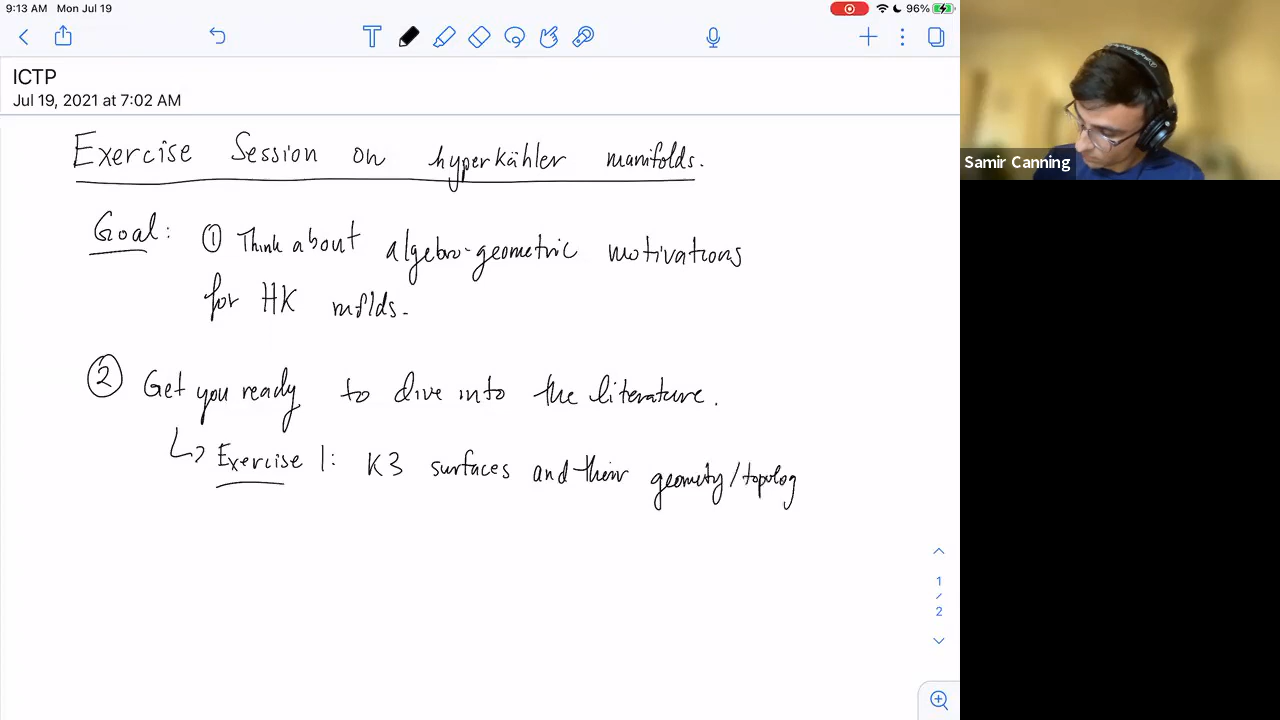 9:13 AM Mon Jul 19
96%
ICTP
Jul 19, 2021 at 7:02 AM
Exercise Session on hyperkähler manifolds.
Goal: ① Think about algebro-geometric motivations
for HK mflds.
② Get you ready to dive into the literature.
↳ Exercise 1: K3 surfaces and their geometry/topolog
1
/
2
Samir Canning